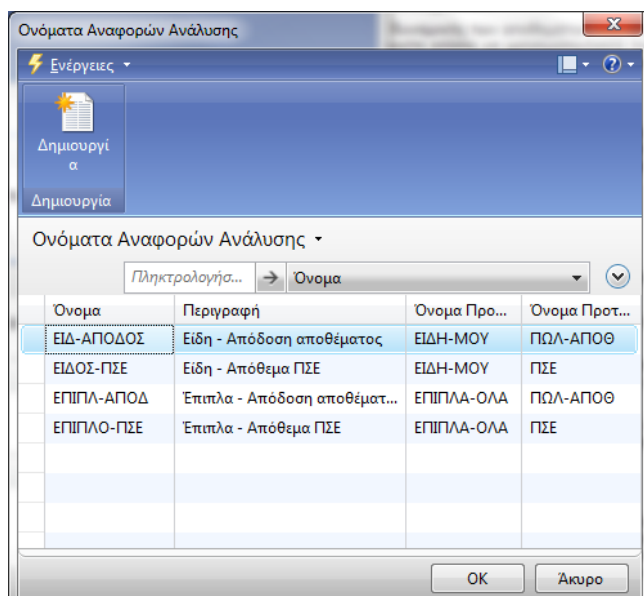 Ονόματα Αναφορών Ανάλυσης
Ενέργειες
Δημιουργί
α
Δημιουργία
Ονόματα Αναφορών Ανάλυσης
Πληκτρολογήσ... Όνομα
Όνομα Περιγραφή Όνομα Προ... Όνομα Προτ...
ΕΙΔ-ΑΠΟΔΟΣ Είδη - Απόδοση αποθέματος ΕΙΔΗ-ΜΟΥ ΠΩΛ-ΑΠΟΘ
ΕΙΔΟΣ-ΠΣΕ Είδη - Απόθεμα ΠΣΕ ΕΙΔΗ-ΜΟΥ ΠΣΕ
ΕΠΙΠΛ-ΑΠΟΔ Έπιπλα - Απόδοση αποθέματ... ΕΠΙΠΛΑ-ΟΛΑ ΠΩΛ-ΑΠΟΘ
ΕΠΙΠΛΟ-ΠΣΕ Έπιπλα - Απόθεμα ΠΣΕ ΕΠΙΠΛΑ-ΟΛΑ ΠΣΕ
OK Άκυρο